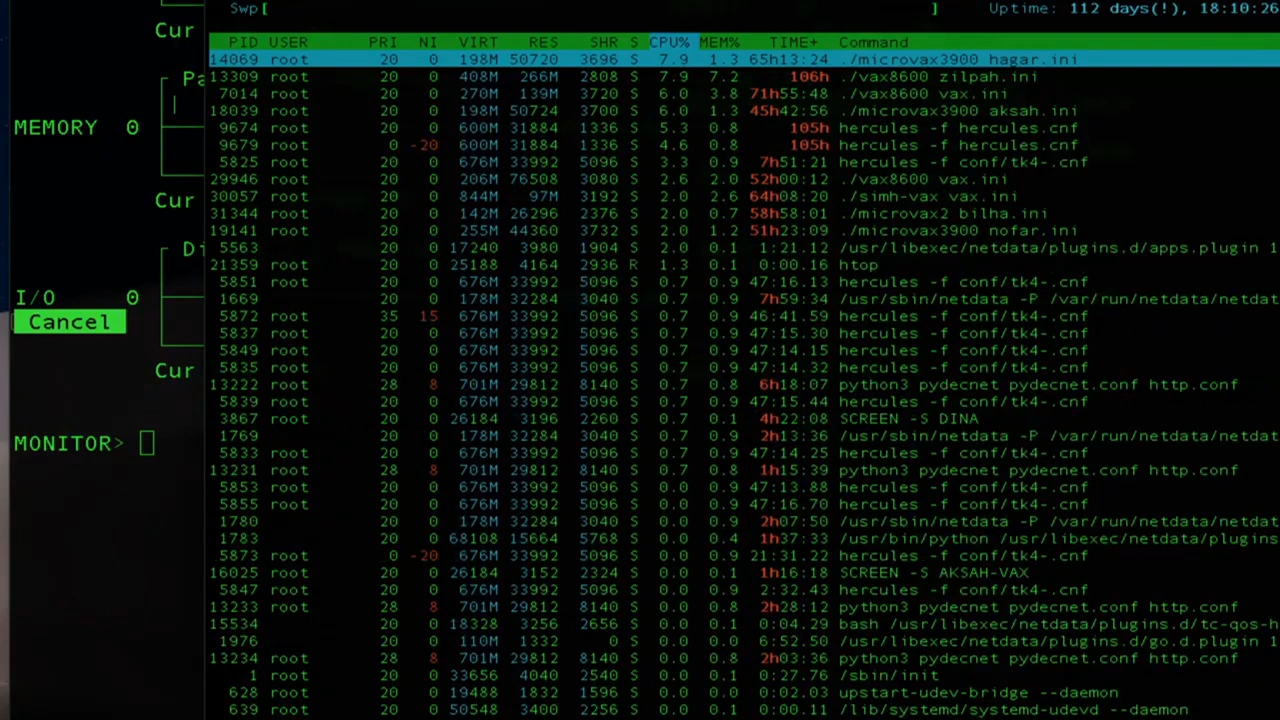 Swp[ ] Uptime: 112 days(!), 18:10:26
Cur
PID USER PRI NI VIRT RES SHR S CPU% MEM% TIME+ Command
14069 root 20 0 198M 50720 3696 S 7.9 1.3 65h13:24 ./microvax3900 hagar.ini
Pa 13309 root 20 0 408M 266M 2808 S 7.9 7.2 106h ./vax8600 zilpah.ini
7014 root 20 0 270M 139M 3720 S 6.0 3.8 71h55:48 ./vax8600 vax.ini
18039 root 20 0 198M 50724 3700 S 6.0 1.3 45h42:56 ./microvax3900 aksah.ini
MEMORY 0 9674 root 20 0 600M 31884 1336 S 5.3 0.8 105h hercules -f hercules.cnf
9679 root 0 -20 600M 31884 1336 S 4.6 0.8 105h hercules -f hercules.cnf
5825 root 20 0 676M 33992 5096 S 3.3 0.9 7h51:21 hercules -f conf/tk4-.cnf
29946 root 20 0 206M 76508 3080 S 2.6 2.0 52h00:12 ./vax8600 vax.ini
Cur 30057 root 20 0 844M 97M 3192 S 2.0 2.6 64h08:20 ./simh-vax vax.ini
31344 root 20 0 142M 26296 2376 S 2.0 0.7 58h58:01 ./microvax2 bilha.ini
19141 root 20 0 255M 44360 3732 S 2.0 1.2 51h23:09 ./microvax3900 nofar.ini
Di 5563 20 0 17240 3980 1904 S 2.0 0.1 1:21.12 /usr/libexec/netdata/plugins.d/apps.plugin 1
21359 root 20 0 25188 4164 2936 R 1.3 0.1 0:00.16 htop
5851 root 20 0 676M 33992 5096 S 0.7 0.9 47:16.13 hercules -f conf/tk4-.cnf
I/O 0 1669 20 0 178M 32284 3040 S 0.7 0.9 7h59:34 /usr/sbin/netdata -P /var/run/netdata/netdat
Cancel 5872 root 35 15 676M 33992 5096 S 0.7 0.9 46:41.59 hercules -f conf/tk4-.cnf
5837 root 20 0 676M 33992 5096 S 0.7 0.9 47:15.30 hercules -f conf/tk4-.cnf
5849 root 20 0 676M 33992 5096 S 0.7 0.9 47:14.15 hercules -f conf/tk4-.cnf
Cur 5835 root 20 0 676M 33992 5096 S 0.7 0.9 47:14.32 hercules -f conf/tk4-.cnf
13222 root 28 8 701M 29812 8140 S 0.7 0.8 6h18:07 python3 pydecnet pydecnet.conf http.conf
5839 root 20 0 676M 33992 5096 S 0.7 0.9 47:15.44 hercules -f conf/tk4-.cnf
3867 root 20 0 26184 3196 2260 S 0.7 0.1 4h22:08 SCREEN -S DINA
MONITOR> 1769 20 0 178M 32284 3040 S 0.7 0.9 2h13:36 /usr/sbin/netdata -P /var/run/netdata/netdat
5833 root 20 0 676M 33992 5096 S 0.7 0.9 47:14.25 hercules -f conf/tk4-.cnf
13231 root 28 8 701M 29812 8140 S 0.7 0.8 1h15:39 python3 pydecnet pydecnet.conf http.conf
5853 root 20 0 676M 33992 5096 S 0.0 0.9 47:13.88 hercules -f conf/tk4-.cnf
5855 root 20 0 676M 33992 5096 S 0.0 0.9 47:16.70 hercules -f conf/tk4-.cnf
1780 20 0 178M 32284 3040 S 0.0 0.9 2h07:50 /usr/sbin/netdata -P /var/run/netdata/netdat
1783 20 0 68108 15664 5768 S 0.0 0.4 1h37:33 /usr/bin/python /usr/libexec/netdata/plugins
5873 root 0 -20 676M 33992 5096 S 0.0 0.9 21:31.22 hercules -f conf/tk4-.cnf
16025 root 20 0 26184 3152 2324 S 0.0 0.1 1h16:18 SCREEN -S AKSAH-VAX
5847 root 20 0 676M 33992 5096 S 0.0 0.9 2:32.43 hercules -f conf/tk4-.cnf
13233 root 28 8 701M 29812 8140 S 0.0 0.8 2h28:12 python3 pydecnet pydecnet.conf http.conf
15534 20 0 18328 3256 2656 S 0.0 0.1 0:04.29 bash /usr/libexec/netdata/plugins.d/tc-qos-h
1976 20 0 110M 1332 0 S 0.0 0.0 6:52.50 /usr/libexec/netdata/plugins.d/go.d.plugin 1
13234 root 28 8 701M 29812 8140 S 0.0 0.8 2h03:36 python3 pydecnet pydecnet.conf http.conf
1 root 20 0 33656 4040 2540 S 0.0 0.1 0:27.76 /sbin/init
628 root 20 0 19488 1832 1596 S 0.0 0.0 0:02.03 upstart-udev-bridge --daemon
639 root 20 0 50548 3400 2256 S 0.0 0.1 0:00.11 /lib/systemd/systemd-udevd --daemon